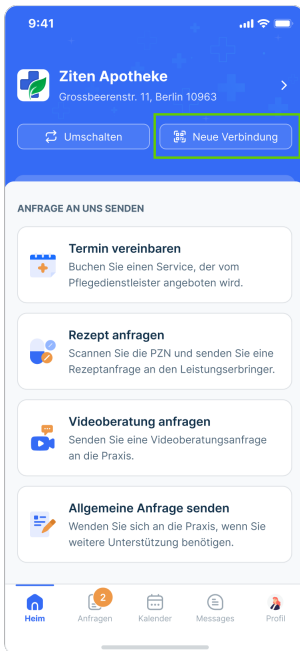 9:41
Ziten Apotheke
Grossbeerenstr. 11, Berlin 10963
Umschalten
Neue Verbindung
ANFRAGE AN UNS SENDEN
Termin vereinbaren
Buchen Sie einen Service, der vom
Pflegedienstleister angeboten wird.
Rezept anfragen
Scannen Sie die PZN und senden Sie eine
Rezeptanfrage an den Leistungserbringer.
Videoberatung anfragen
Senden Sie eine Videoberatungsanfrage
an die Praxis.
Allgemeine Anfrage senden
Wenden Sie sich an die Praxis, wenn Sie
weitere Unterstützung benötigen.
2
Heim
Anfragen
Kalender
Messages
Profil